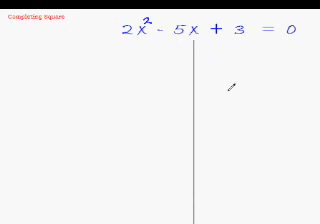 Completing Square
2x² - 5x + 3 = 0